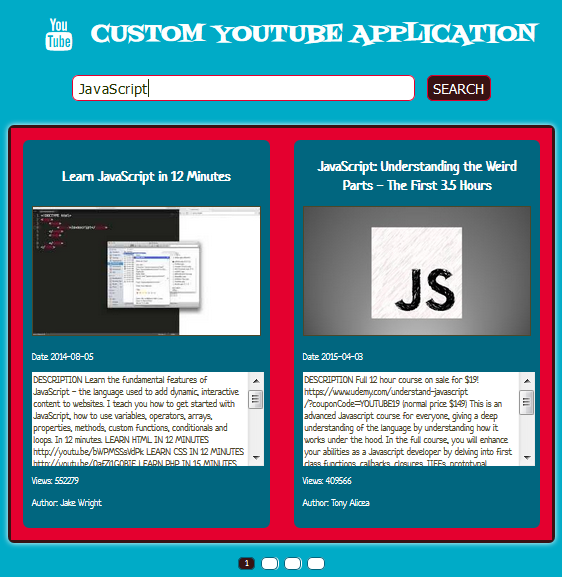 You
Tube
CUSTOM YOUTUBE APPLICATION
JavaScript
SEARCH
Learn JavaScript in 12 Minutes
<!DOCTYPE html>
JavaScript
Date 2014-08-05
DESCRIPTION Learn the fundamental features of
JavaScript - the language used to add dynamic, interactive
content to websites. I teach you how to get started with
JavaScript, how to use variables, operators, arrays,
properties, methods, custom functions, conditionals and
loops. In 12 minutes. LEARN HTML IN 12 MINUTES
http://youtu.be/bWPMSSsVdPk LEARN CSS IN 12 MINUTES
LEARN PHP IN 15 MINUTES
Views: 552279
Author: Jake Wright
JavaScript: Understanding the Weird
Parts - The First 3.5 Hours
JS
Date 2015-04-03
DESCRIPTION Full 12 hour course on sale for $19!
https://www.udemy.com/understand-javascript
/?couponCode=YOUTUBE19 (normal price $149) This is an
advanced Javascript course for everyone, giving a deep
understanding of the language by understanding how it
works under the hood. In the full course, you will enhance
your abilities as a Javascript developer by delving into first
class functions, callbacks, closures, IIFEs, prototypal
Views: 409566
Author: Tony Alicea
1